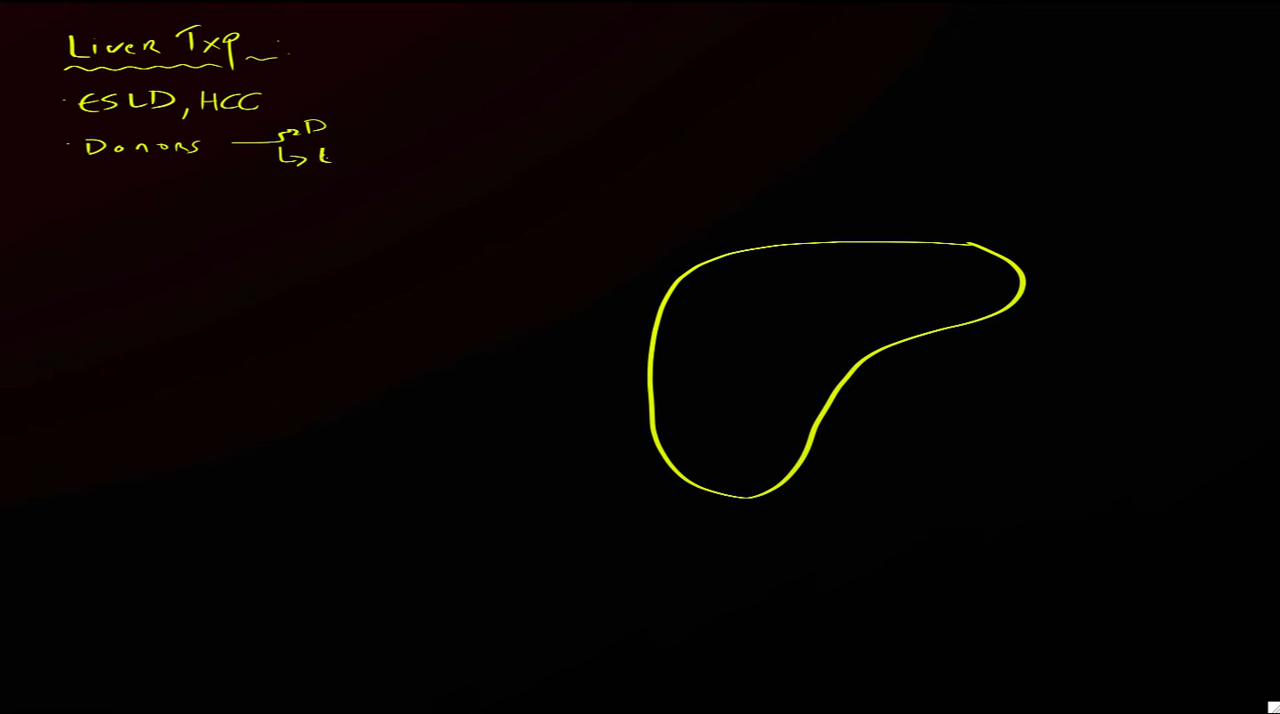 Liver Txp
ESLD, HCC
Donors → D
→ L